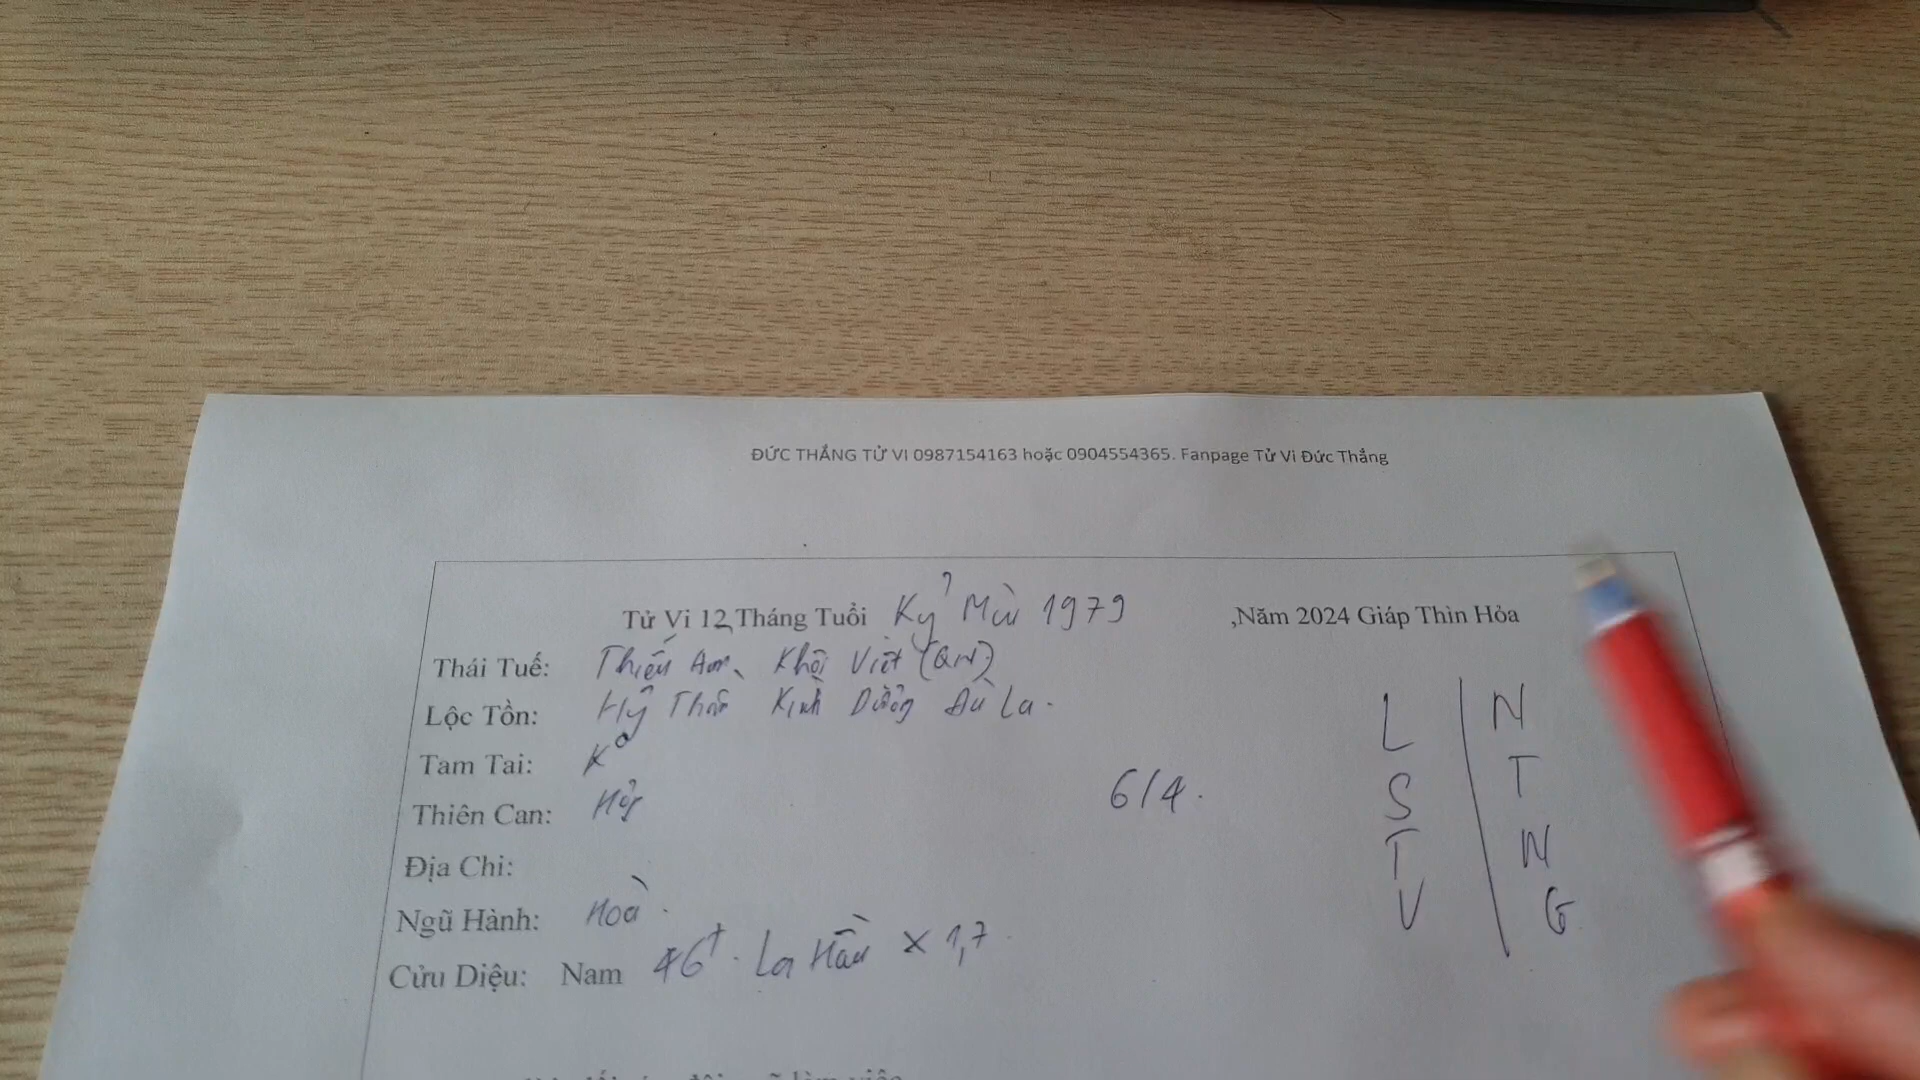 ĐỨC THẮNG TỬ VI 0987154163 hoặc 0904554365. Fanpage Tử Vi Đức Thắng
Tử Vi 12 Tháng Tuổi Kỷ Mùi 1979 ,Năm 2024 Giáp Thìn Hỏa
Thái Tuế: Thiếu Âm, Khôi Việt (QN)
Lộc Tồn: Hỷ Thần Kình Dương Đà La.
Tam Tai: Ko
Thiên Can:
Địa Chi:
Ngũ Hành: Hoà.
Cửu Diệu: Nam 46t. La Hầu × 1,7
6/4.
L N
S T
T N
V G